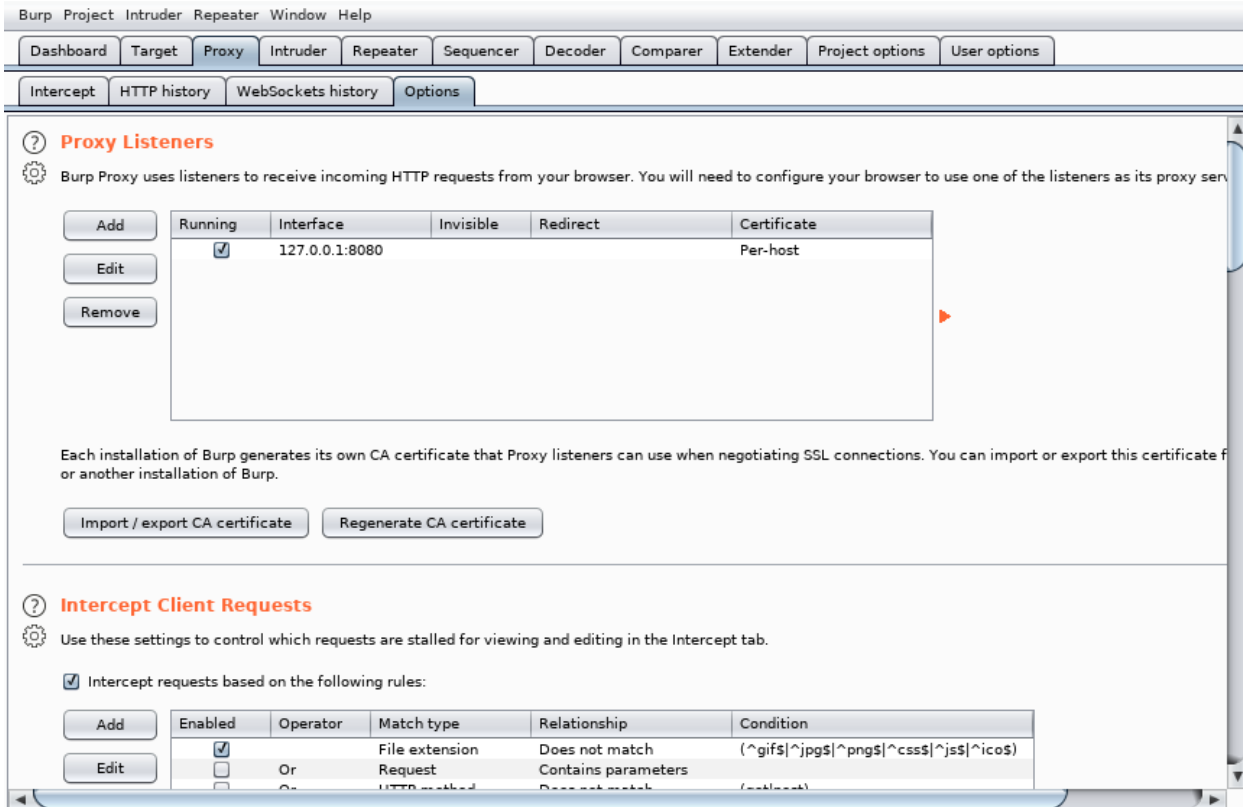 Burp Project Intruder Repeater Window Help
Dashboard Target Proxy Intruder Repeater Sequencer Decoder Comparer Extender Project options User options
Intercept HTTP history WebSockets history Options
Proxy Listeners
Burp Proxy uses listeners to receive incoming HTTP requests from your browser. You will need to configure your browser to use one of the listeners as its proxy serv
Add Running Interface Invisible Redirect Certificate
127.0.0.1:8080 Per-host
Edit
Remove
Each installation of Burp generates its own CA certificate that Proxy listeners can use when negotiating SSL connections. You can import or export this certificate f
or another installation of Burp.
Import / export CA certificate Regenerate CA certificate
Intercept Client Requests
Use these settings to control which requests are stalled for viewing and editing in the Intercept tab.
Intercept requests based on the following rules:
Add Enabled Operator Match type Relationship Condition
File extension Does not match (^gif$|^jpg$|^png$|^css$|^js$|^ico$)
Edit Or Request Contains parameters
Or HTTP method Does not match (get|post)